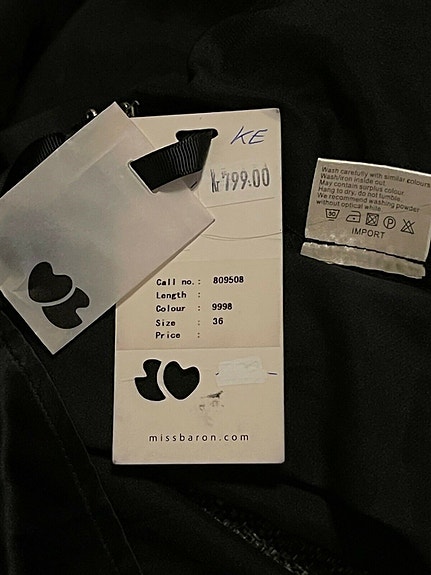 KE
kr799.00
Call no.: 809508
Length :
Colour : 9998
Size : 36
Price :
missbaron.com
Wash carefully with similar colours
Wash/iron inside out
May contain surplus colour.
Hang to dry, do not tumble.
We recommend washing powder
without optical white
30
P
IMPORT